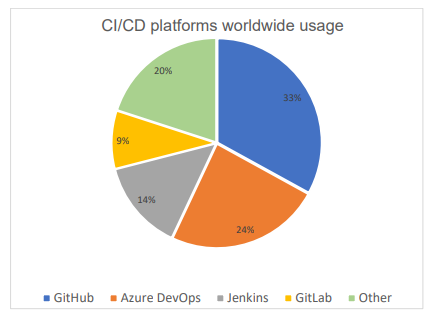 CI/CD platforms worldwide usage
20%
33%
9%
14%
24%
GitHub Azure DevOps Jenkins GitLab Other